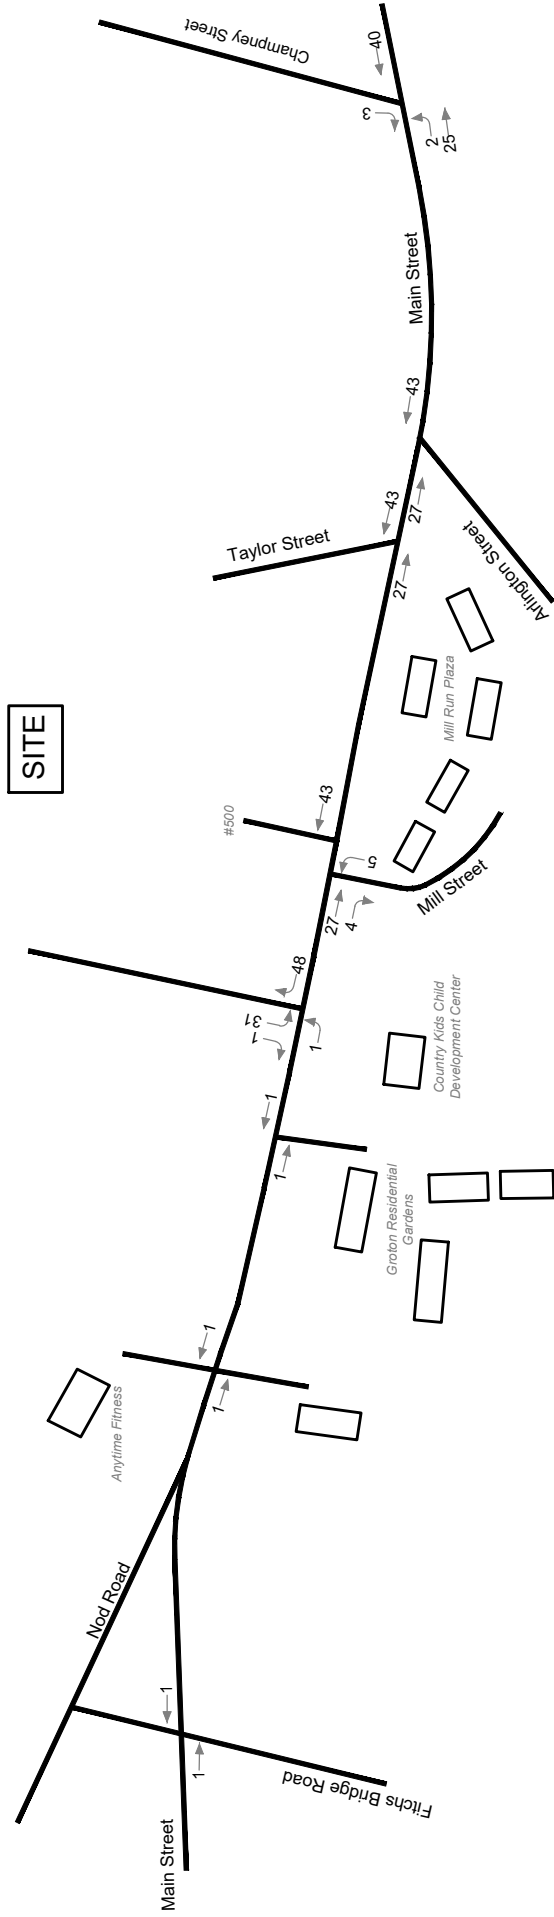 Champney Street
40
3
2
25
Main Street
43
43
27
Arlington Street
Taylor Street
27
SITE
Mill Run Plaza
#500
43
5
27
4
Mill Street
48
31
1
1
Country Kids Child
Development Center
1
1
Groton Residential
Gardens
1
1
Anytime Fitness
Nod Road
1
1
Fitchs Bridge Road
Main Street